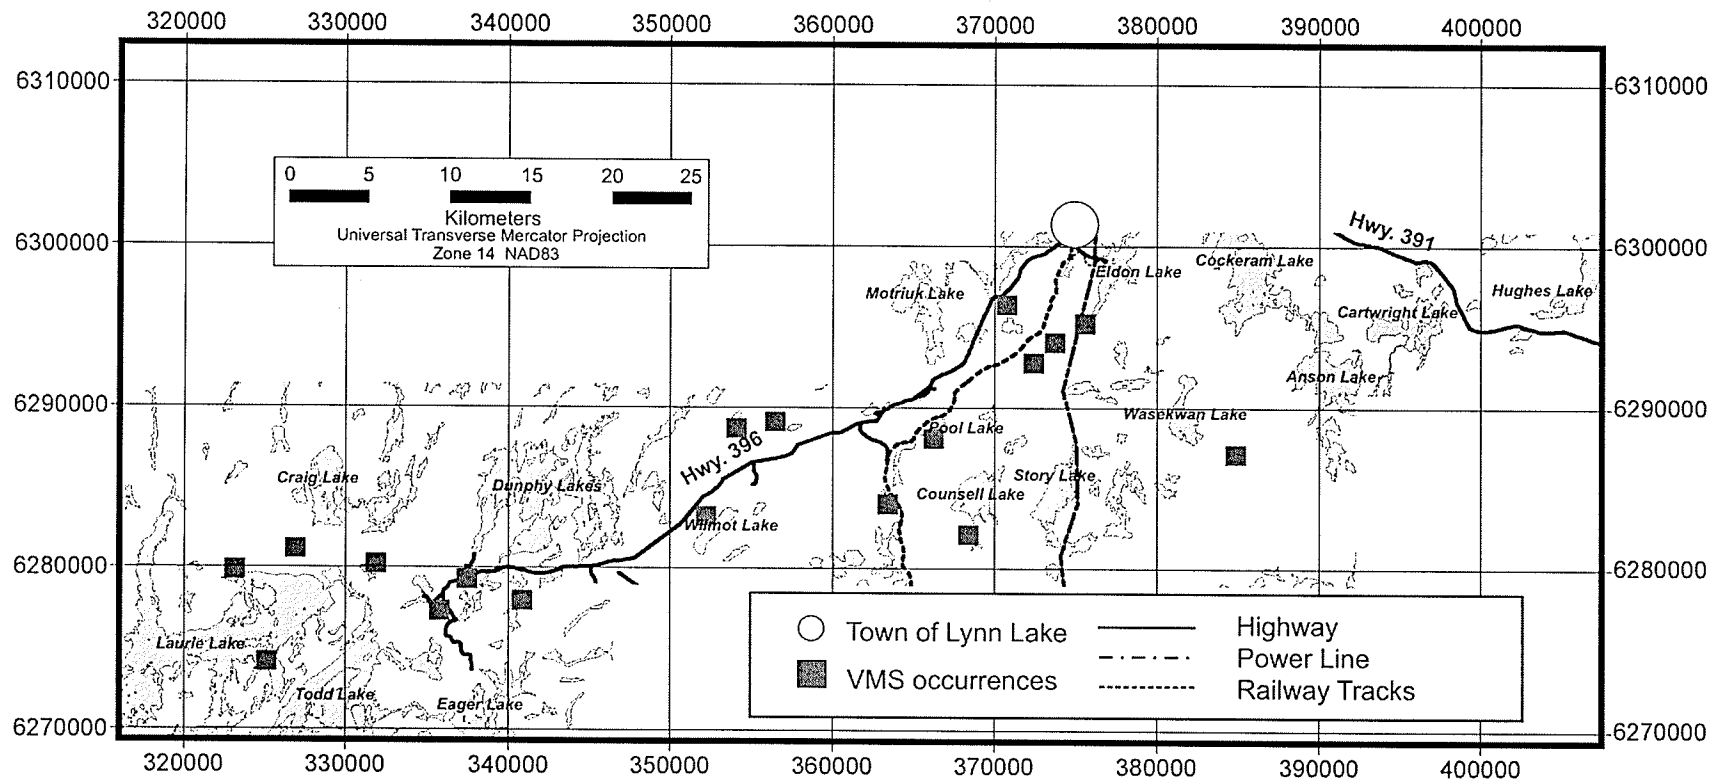 320000 330000 340000 350000 360000 370000 380000 390000 400000
6310000 6310000
0 5 10 15 20 25
Kilometers
Universal Transverse Mercator Projection
Zone 14 NAD83
Hwy. 391
6300000 6300000
Cockeram Lake
Eldon Lake
Motriuk Lake
Hughes Lake
Cartwright Lake
Anson Lake
6290000 6290000
Wasekwan Lake
Pool Lake
Hwy. 396
Craig Lake
Dunphy Lakes
Story Lake
Counsell Lake
Wilmot Lake
6280000 6280000
Town of Lynn Lake
VMS occurrences
Highway
Power Line
Railway Tracks
Laurie Lake
Todd Lake
Eager Lake
6270000 6270000
320000 330000 340000 350000 360000 370000 380000 390000 400000